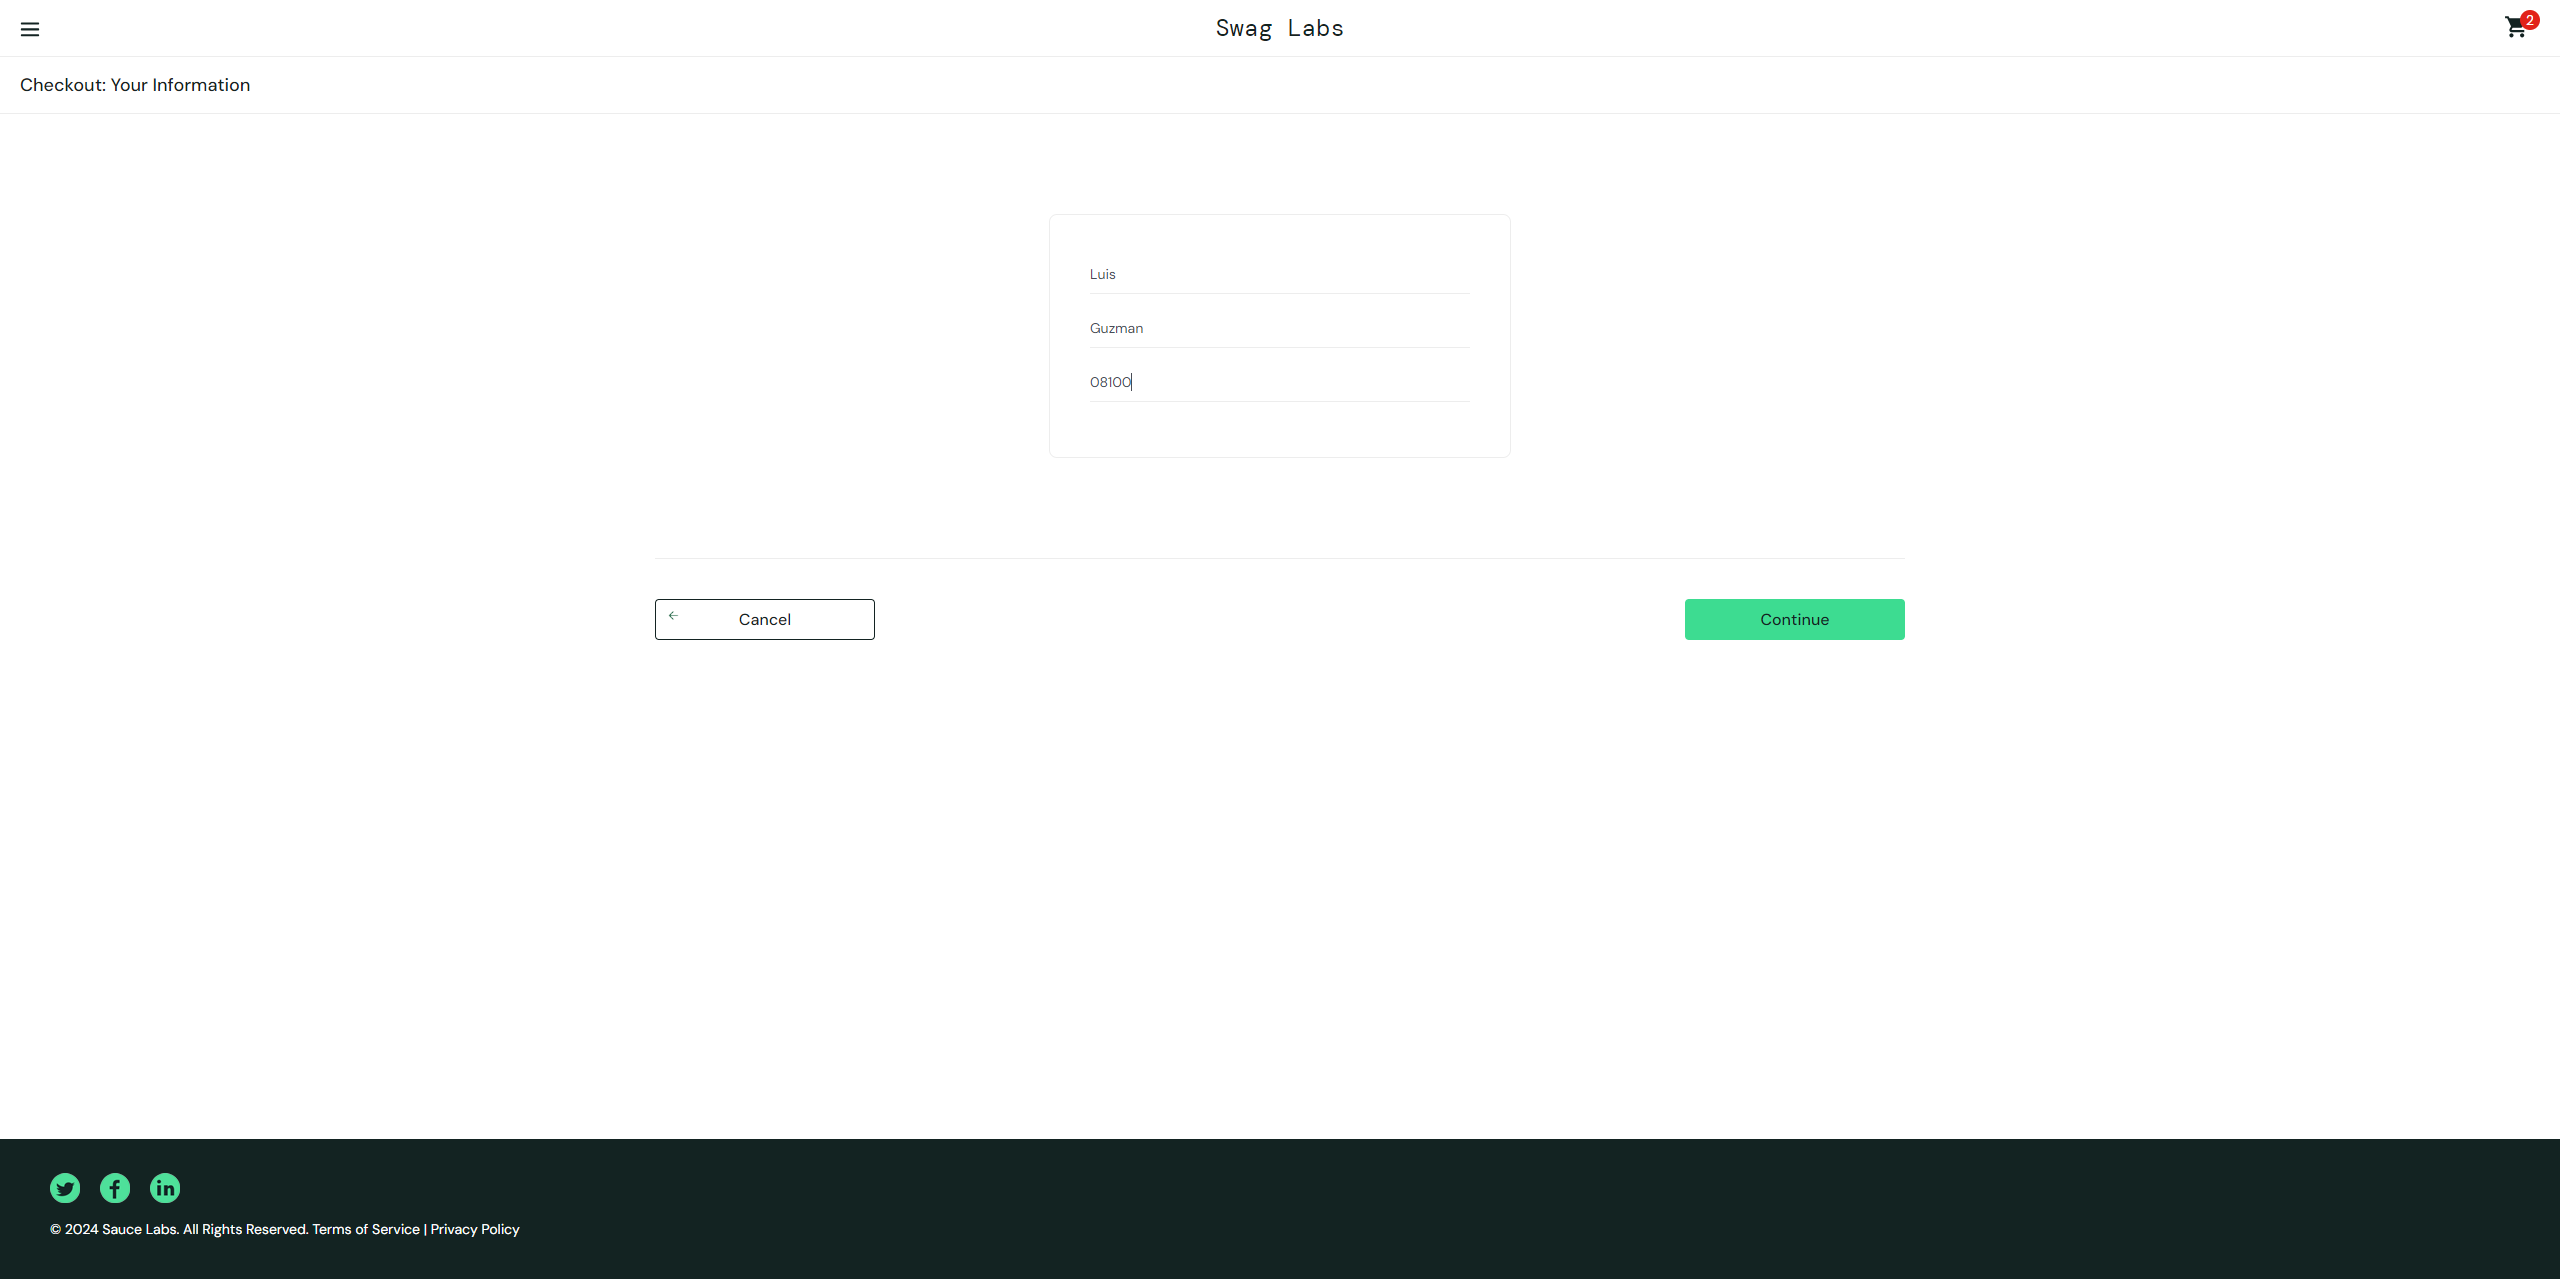 Swag Labs
2
Checkout: Your Information
Luis
Guzman
08100
Cancel
Continue
© 2024 Sauce Labs. All Rights Reserved. Terms of Service | Privacy Policy